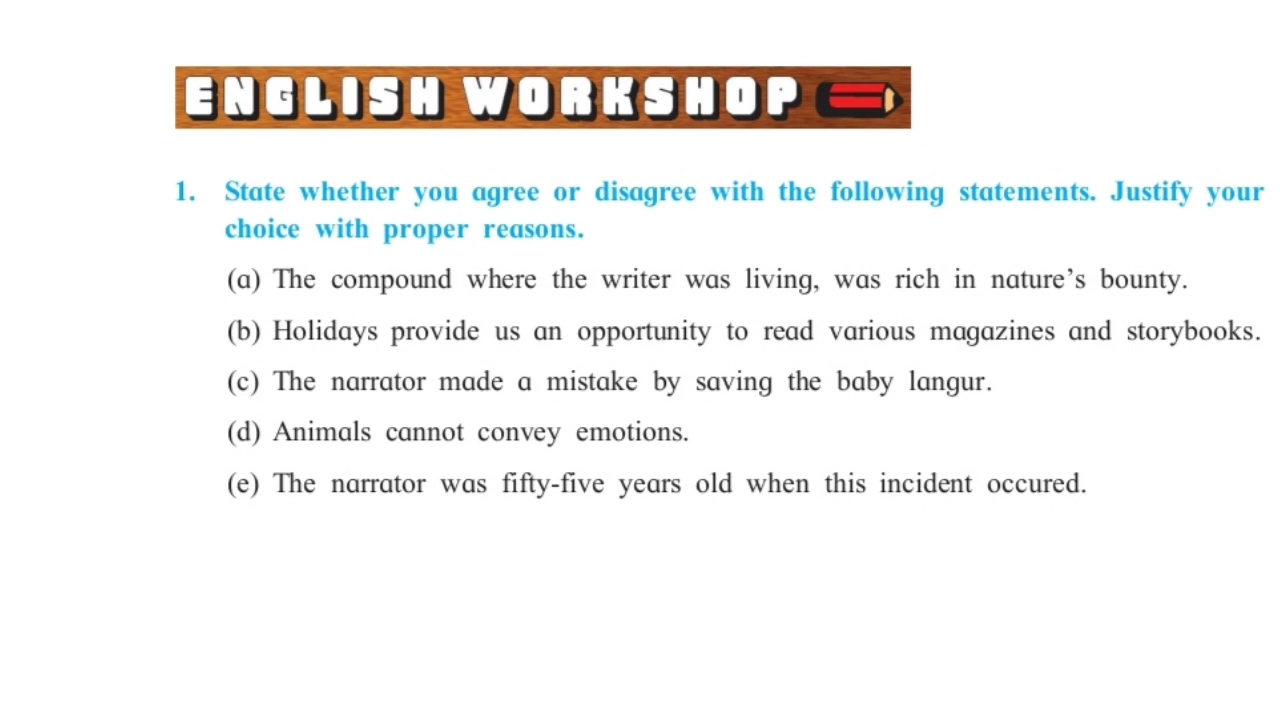 ENGLISH WORKSHOP
1. State whether you agree or disagree with the following statements. Justify your
choice with proper reasons.
(a) The compound where the writer was living, was rich in nature’s bounty.
(b) Holidays provide us an opportunity to read various magazines and storybooks.
(c) The narrator made a mistake by saving the baby langur.
(d) Animals cannot convey emotions.
(e) The narrator was fifty-five years old when this incident occured.